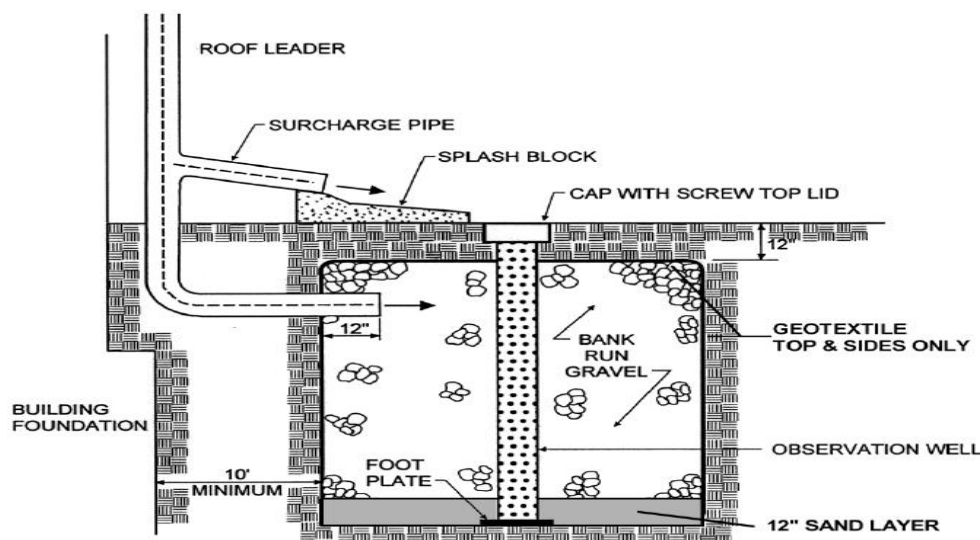 ROOF LEADER
SURCHARGE PIPE
SPLASH BLOCK
CAP WITH SCREW TOP LID
12"
12"
GEOTEXTILE
TOP & SIDES ONLY
BANK
RUN
GRAVEL
BUILDING
FOUNDATION
OBSERVATION WELL
FOOT
PLATE
10'
MINIMUM
12" SAND LAYER